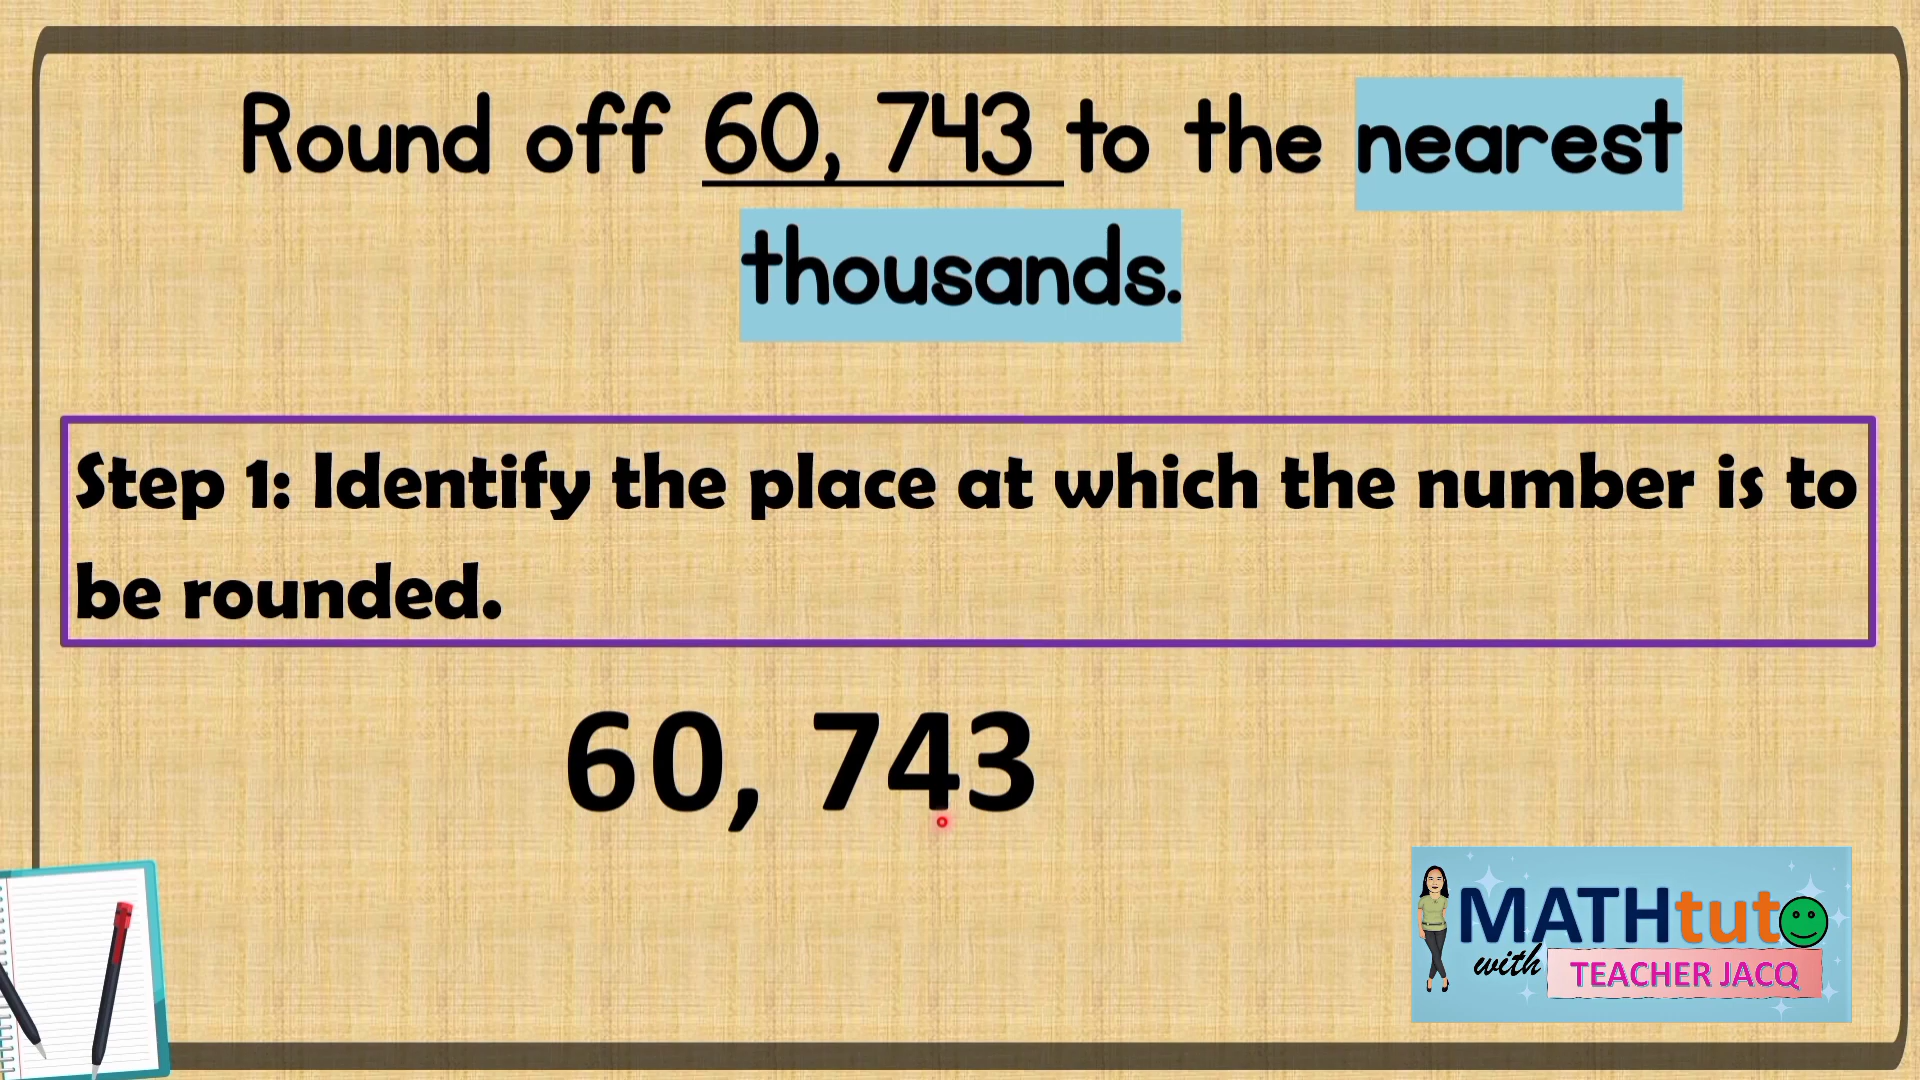 Round off 60, 743 to the nearest
thousands.
Step 1: Identify the place at which the number is to
be rounded.
60, 743
MATHtut
with TEACHER JACQ